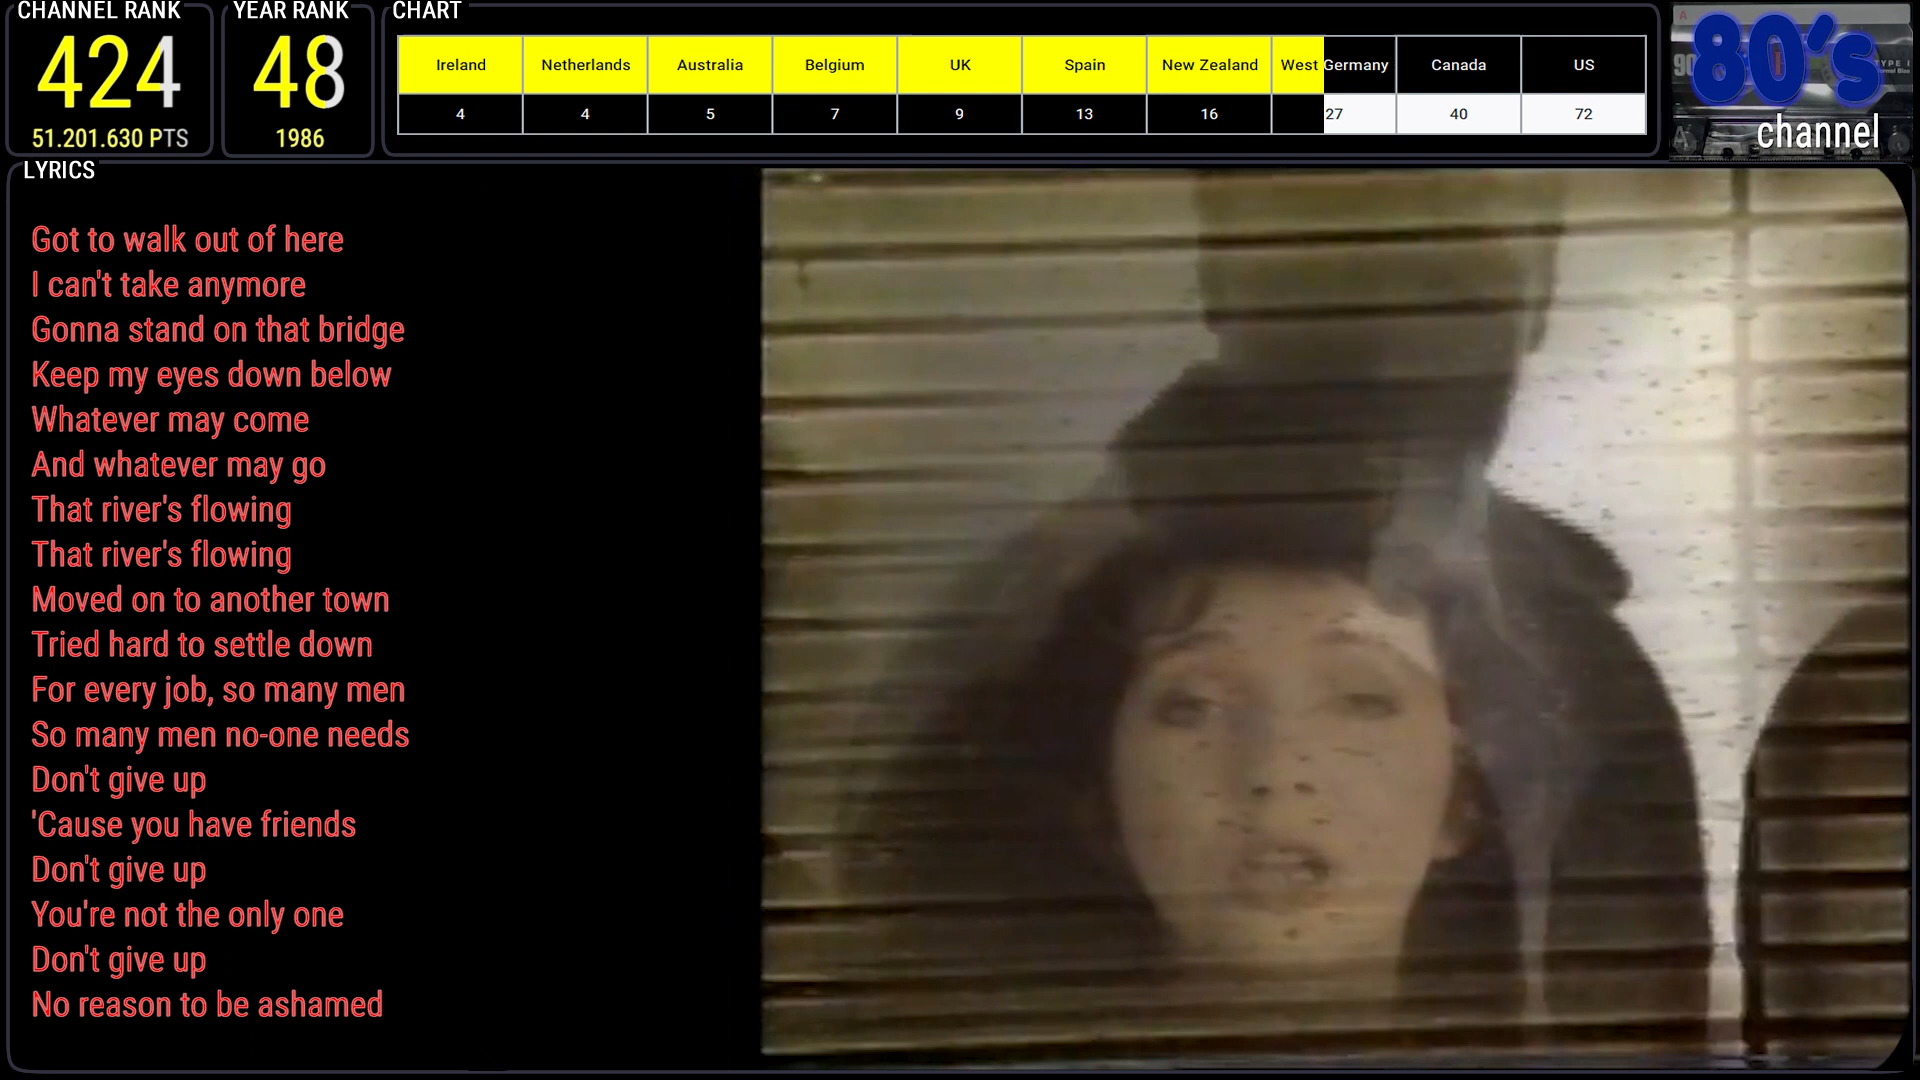 CHANNEL RANK
424
51.201.630 PTS
YEAR RANK
48
1986
CHART
Ireland Netherlands Australia Belgium UK Spain New Zealand West Germany Canada US
4 4 5 7 9 13 16 27 40 72
A
90
TYPE I
80's
channel
A
LYRICS
Got to walk out of here
I can't take anymore
Gonna stand on that bridge
Keep my eyes down below
Whatever may come
And whatever may go
That river's flowing
That river's flowing
Moved on to another town
Tried hard to settle down
For every job, so many men
So many men no-one needs
Don't give up
'Cause you have friends
Don't give up
You're not the only one
Don't give up
No reason to be ashamed